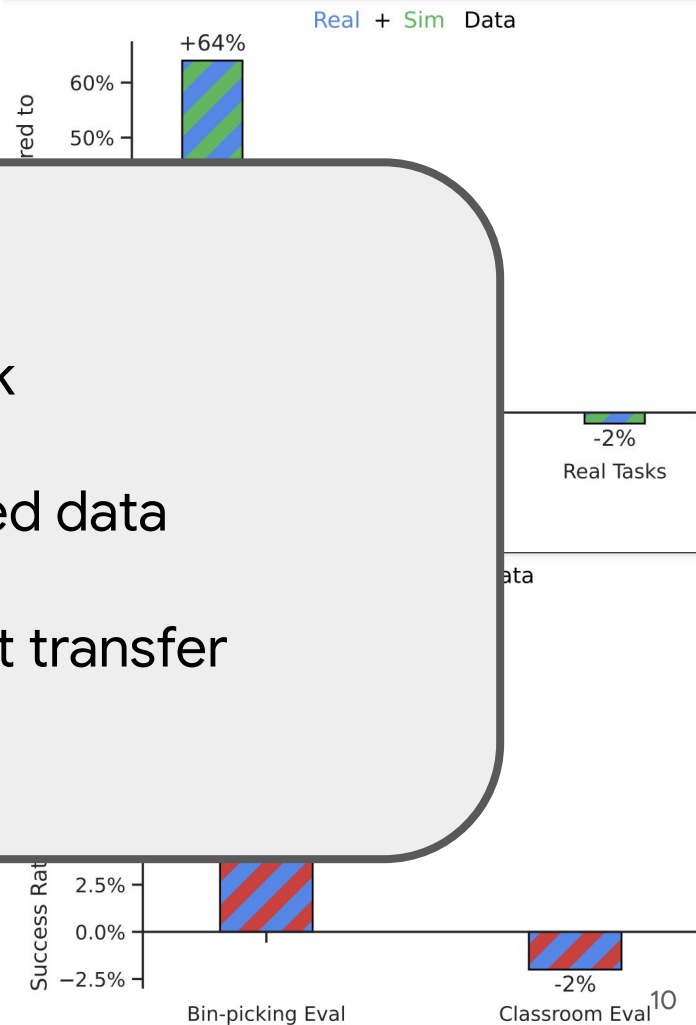 Real + Sim Data
+64%
60%
50%
red to
k
ed data
t transfer
-2%
Real Tasks
ata
Success Rat
2.5%
0.0%
−2.5%
-2%
Bin-picking Eval
Classroom Eval
10